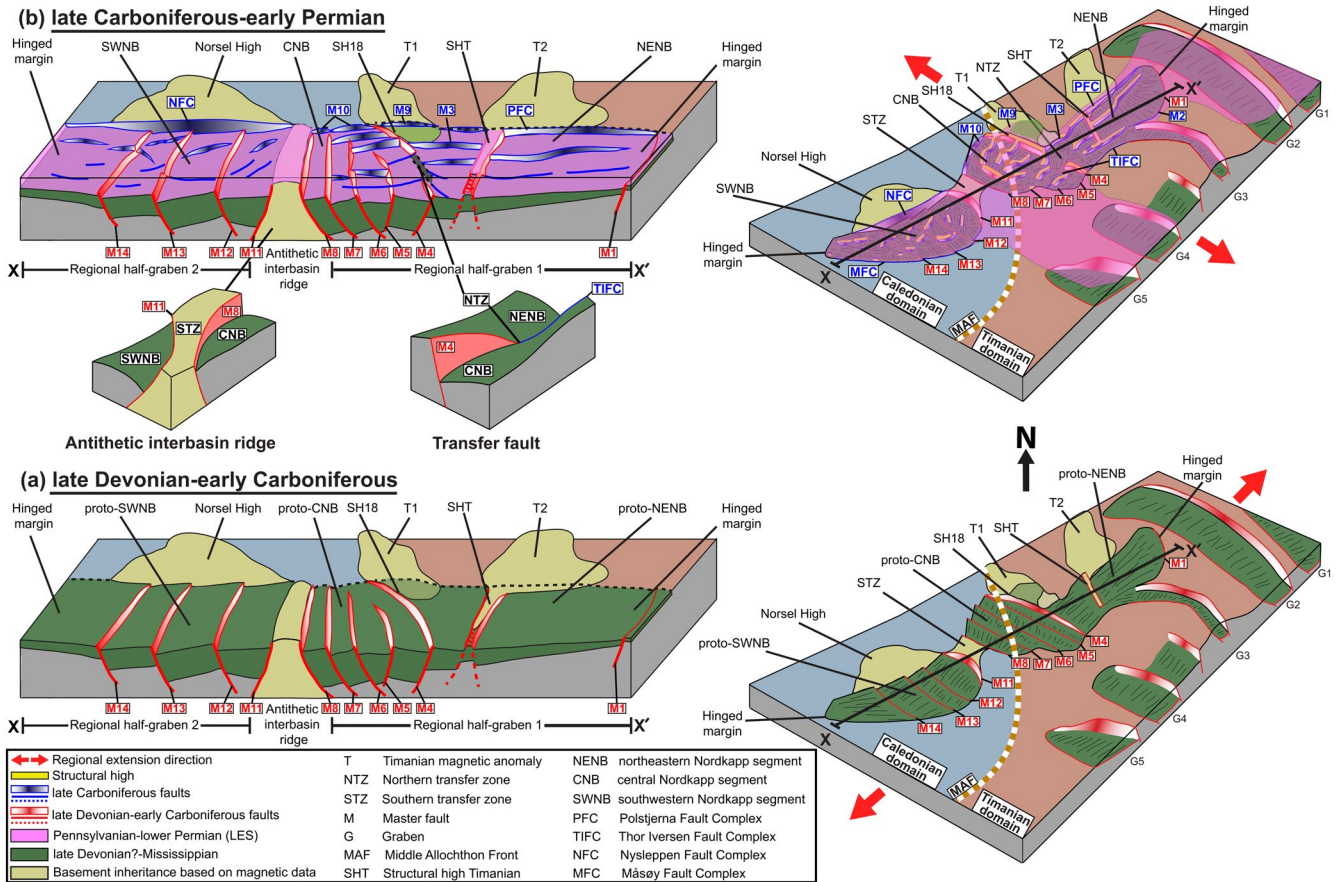 (b) late Carboniferous-early Permian
Hinged
margin
SWNB
Norsel High
CNB
SH18
T1
SHT
T2
NENB
Hinged
margin
NFC
M10
M9
M3
PFC
M14
M13
M12
M11
Antithetic
interbasin
ridge
M8
M7
M6
M5
M4
M1
X
Regional half-graben 2
Regional half-graben 1
X'
M11
STZ
M8
SWNB
CNB
Antithetic interbasin ridge
NTZ
TIFC
NENB
M4
CNB
Transfer fault
Hinged
margin
NENB
T2
SHT
NTZ
T1
SH18
CNB
STZ
Norsel High
SWNB
Hinged
margin
M10
M9
M3
PFC
X'
M1
M2
TIFC
M4
M5
M6
M7
M8
NFC
M11
M12
M13
M14
MFC
X
G1
G2
G3
G4
G5
Caledonian
domain
MAF
Timanian
domain
(a) late Devonian-early Carboniferous
Hinged
margin
proto-SWNB
Norsel High
proto-CNB
SH18
T1
SHT
T2
proto-NENB
Hinged
margin
M14
M13
M12
M11
Antithetic
interbasin
ridge
M8
M7
M6
M5
M4
M1
X
Regional half-graben 2
Regional half-graben 1
X'
N
proto-NENB
Hinged
margin
T2
SHT
T1
SH18
proto-CNB
STZ
Norsel High
proto-SWNB
Hinged
margin
X'
M1
M4
M5
M6
M7
M8
M11
M12
M13
M14
X
G1
G2
G3
G4
G5
Caledonian
domain
MAF
Timanian
domain
Regional extension direction
Structural high
late Carboniferous faults
late Devonian-early Carboniferous faults
Pennsylvanian-lower Permian (LES)
late Devonian?-Mississippian
Basement inheritance based on magnetic data
T Timanian magnetic anomaly
NTZ Northern transfer zone
STZ Southern transfer zone
M Master fault
G Graben
MAF Middle Allochthon Front
SHT Structural high Timanian
NENB northeastern Nordkapp segment
CNB central Nordkapp segment
SWNB southwestern Nordkapp segment
PFC Polstjerna Fault Complex
TIFC Thor Iversen Fault Complex
NFC Nysleppen Fault Complex
MFC Måsøy Fault Complex